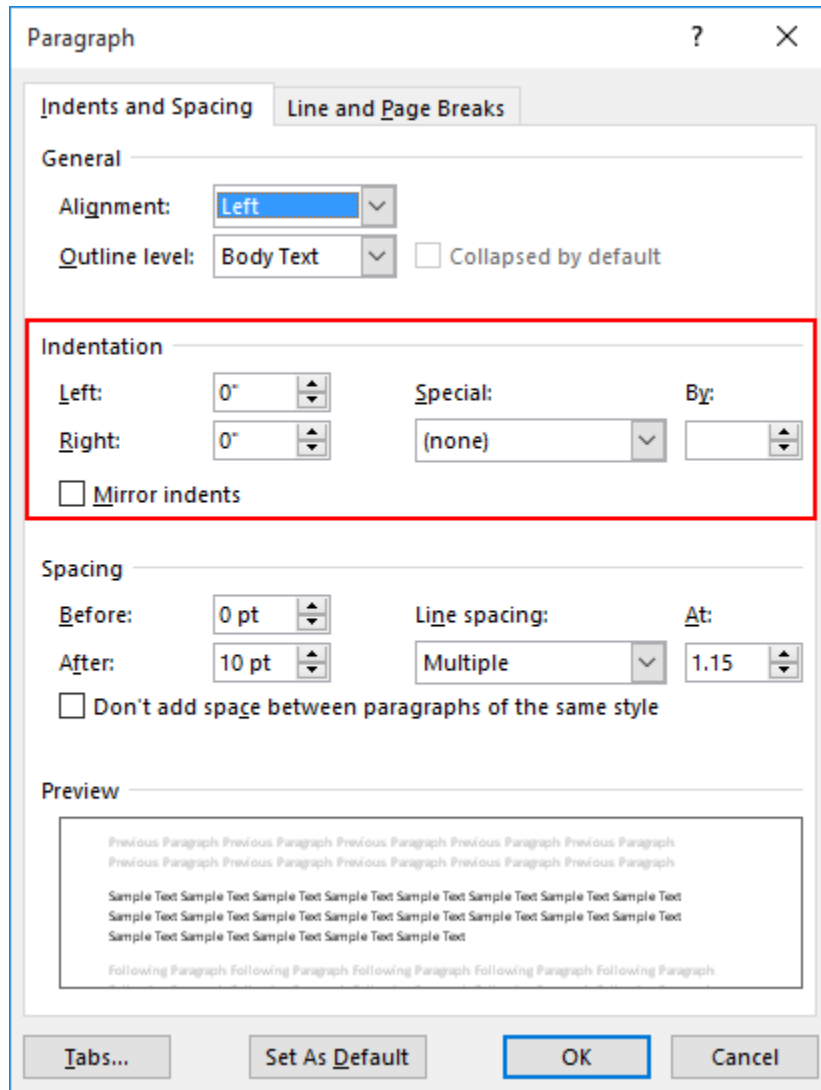 Paragraph ? X
Indents and Spacing Line and Page Breaks
General
Alignment: Left
Outline level: Body Text Collapsed by default
Indentation
Left: 0" Special: By:
Right: 0" (none)
Mirror indents
Spacing
Before: 0 pt Line spacing: At:
After: 10 pt Multiple 1.15
Don't add space between paragraphs of the same style
Preview
Previous Paragraph Previous Paragraph Previous Paragraph Previous Paragraph Previous Paragraph
Previous Paragraph Previous Paragraph Previous Paragraph Previous Paragraph Previous Paragraph
Sample Text Sample Text Sample Text Sample Text Sample Text Sample Text Sample Text Sample Text
Sample Text Sample Text Sample Text Sample Text Sample Text Sample Text Sample Text Sample Text
Sample Text Sample Text Sample Text Sample Text Sample Text
Following Paragraph Following Paragraph Following Paragraph Following Paragraph Following Paragraph
Tabs... Set As Default OK Cancel